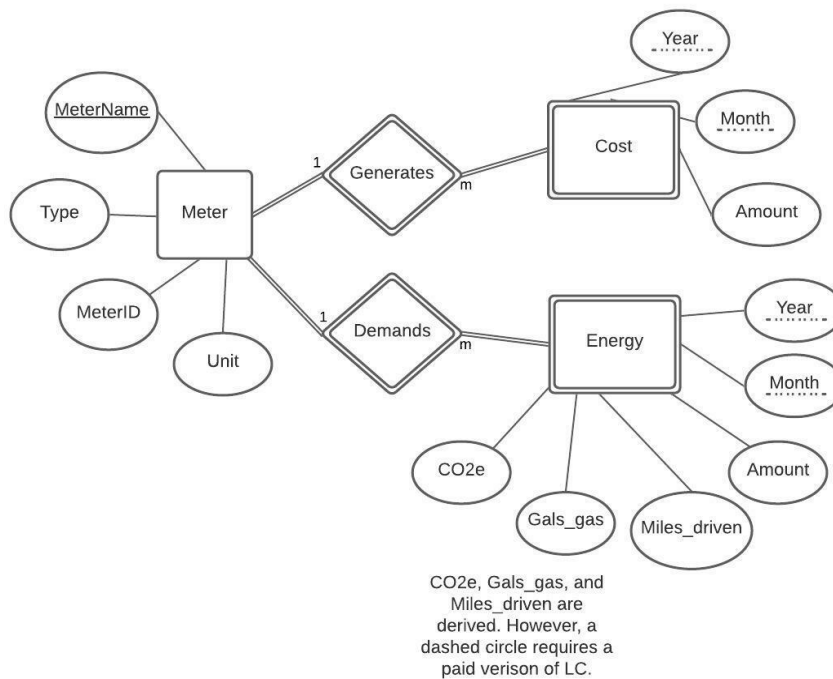 Year
MeterName
Month
1
Generates
Cost
m
Type
Meter
Amount
MeterID
1
Demands
Energy
Year
m
Unit
Month
CO2e
Amount
Gals_gas
Miles_driven
CO2e, Gals_gas, and
Miles_driven are
derived. However, a
dashed circle requires a
paid verison of LC.